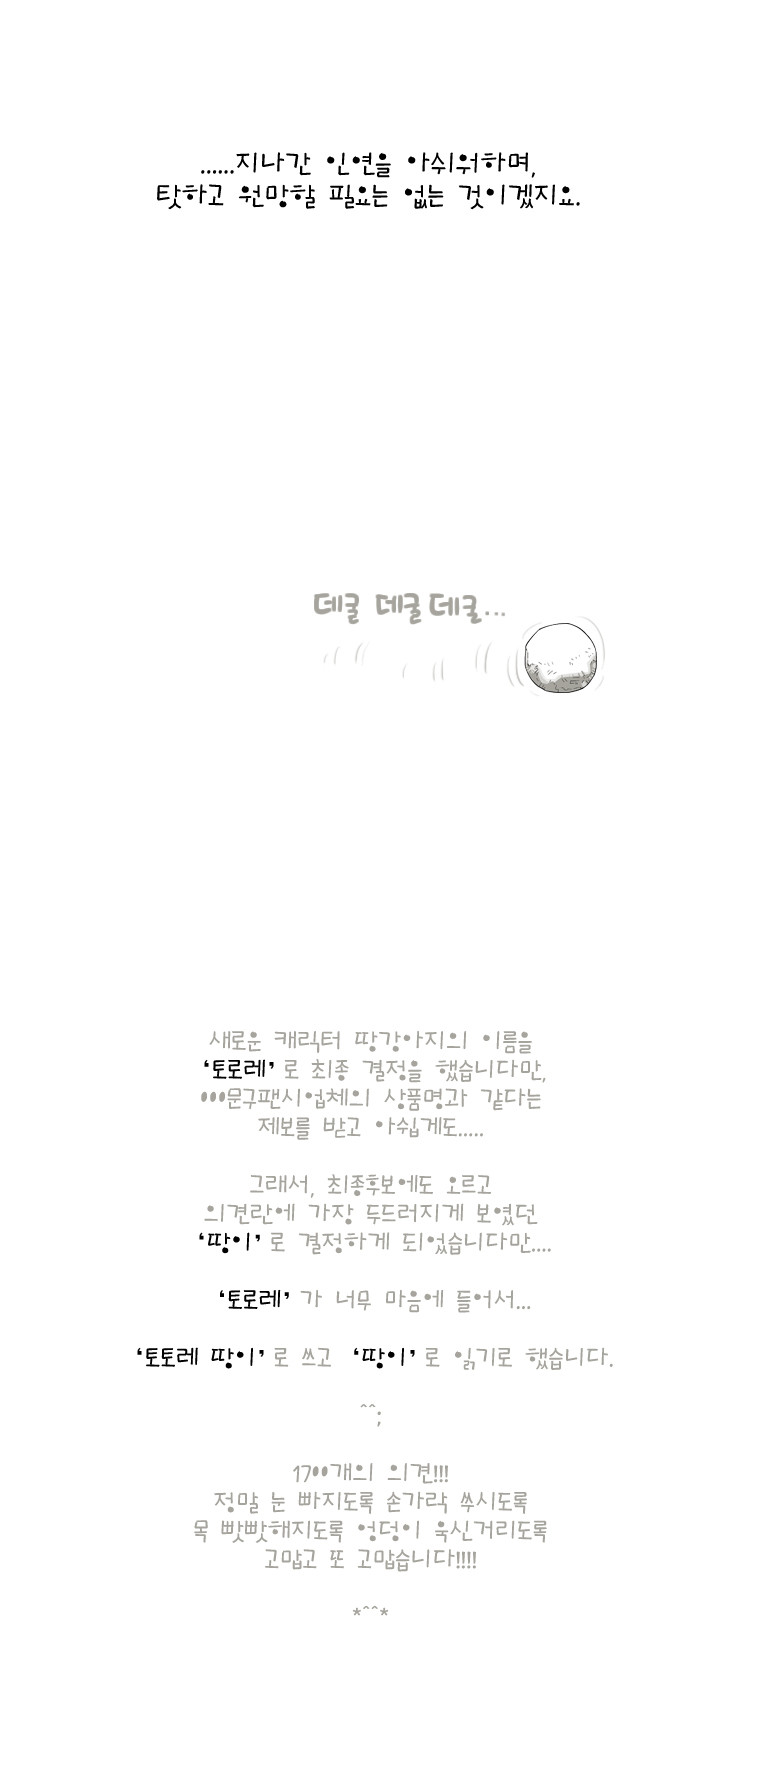 ......지나간 인연을 아쉬워하며,
탓하고 원망할 필요는 없는 것이겠지요.
데굴 데굴데굴...
새로운 캐릭터 땅강아지의 이름을
‘토로레’로 최종 결정을 했습니다만,
•••문구팬시업체의 상품명과 같다는
제보를 받고 아쉽게도.....
그래서, 최종후보에도 오르고
의견란에 가장 두드러지게 보였던
‘땅이’로 결정하게 되었습니다만....
‘토로레’가 너무 마음에 들어서...
‘토토레 땅이’로 쓰고 ‘땅이’로 읽기로 했습니다.
^^;
1700개의 의견!!!
정말 눈 빠지도록 손가락 쑤시도록
목 빳빳해지도록 엉덩이 욱신거리도록
고맙고 또 고맙습니다!!!!
*^^*